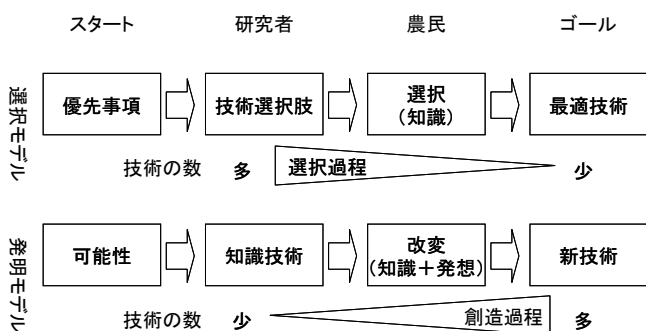 スタート 研究者 農民 ゴール
選択モデル
優先事項 技術選択肢 選択
(知識) 最適技術
技術の数 多 選択過程 少
発明モデル
可能性 知識技術 改変
(知識＋発想) 新技術
技術の数 少 創造過程 多